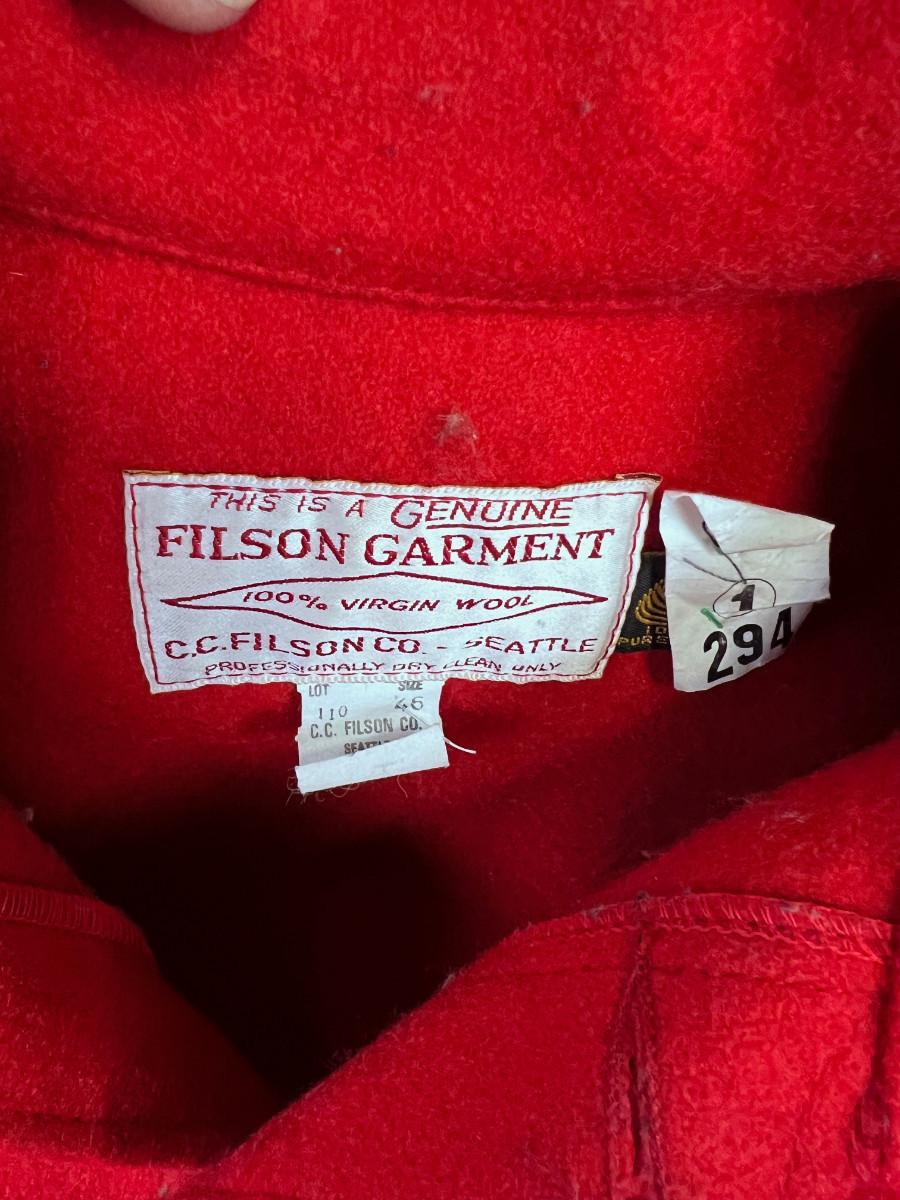 THIS IS A GENUINE
FILSON GARMENT
100% VIRGIN WOOL
C.C.FILSON CO. - SEATTLE
PROFESSIONALLY DRY CLEAN ONLY
LOT SIZE
110 46
C.C. FILSON CO.
SEATTLE
1
294